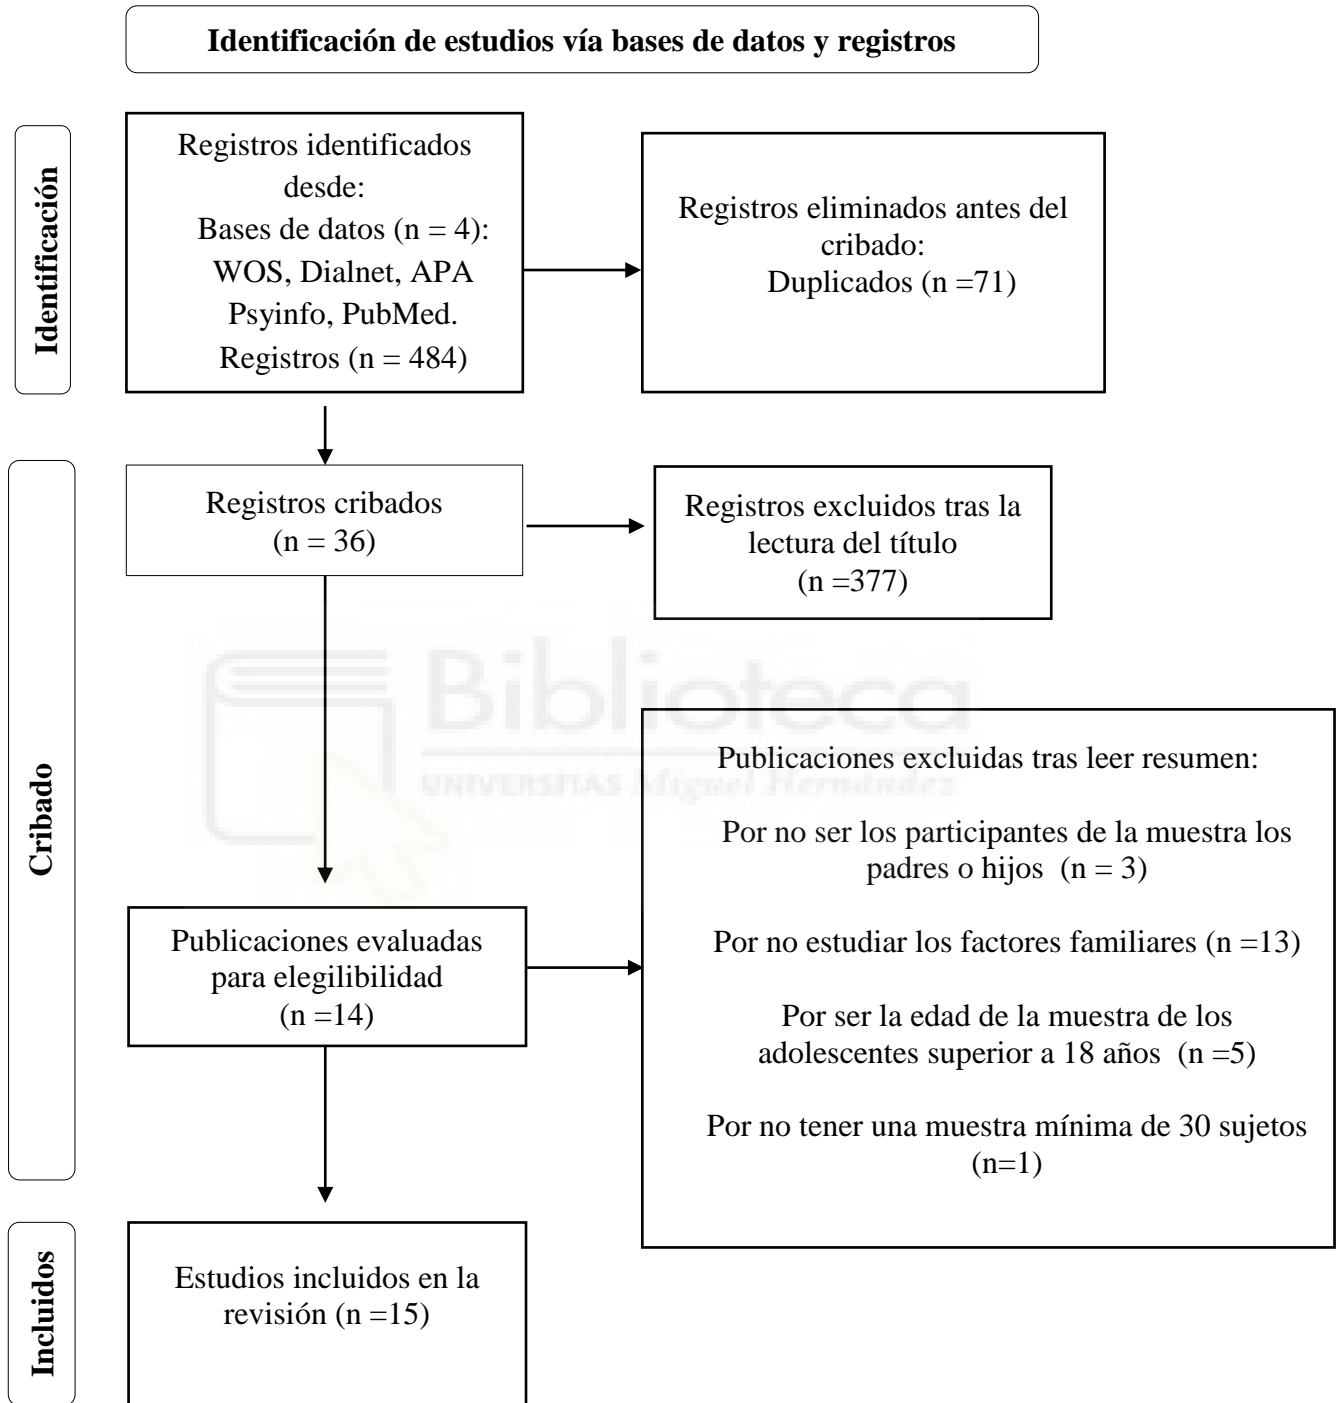 Identificación de estudios vía bases de datos y registros
Identificación
Registros identificados
desde:
Bases de datos (n = 4):
WOS, Dialnet, APA
Psyinfo, PubMed.
Registros (n = 484)
Registros eliminados antes del
cribado:
Duplicados (n =71)
Cribado
Registros cribados
(n = 36)
Registros excluidos tras la
lectura del título
(n =377)
Biblioteca
UNIVERSITAS Miguel Hernández
Publicaciones evaluadas
para elegilibilidad
(n =14)
Publicaciones excluidas tras leer resumen:
Por no ser los participantes de la muestra los
padres o hijos (n = 3)
Por no estudiar los factores familiares (n =13)
Por ser la edad de la muestra de los
adolescentes superior a 18 años (n =5)
Por no tener una muestra mínima de 30 sujetos
(n=1)
Incluidos
Estudios incluidos en la
revisión (n =15)